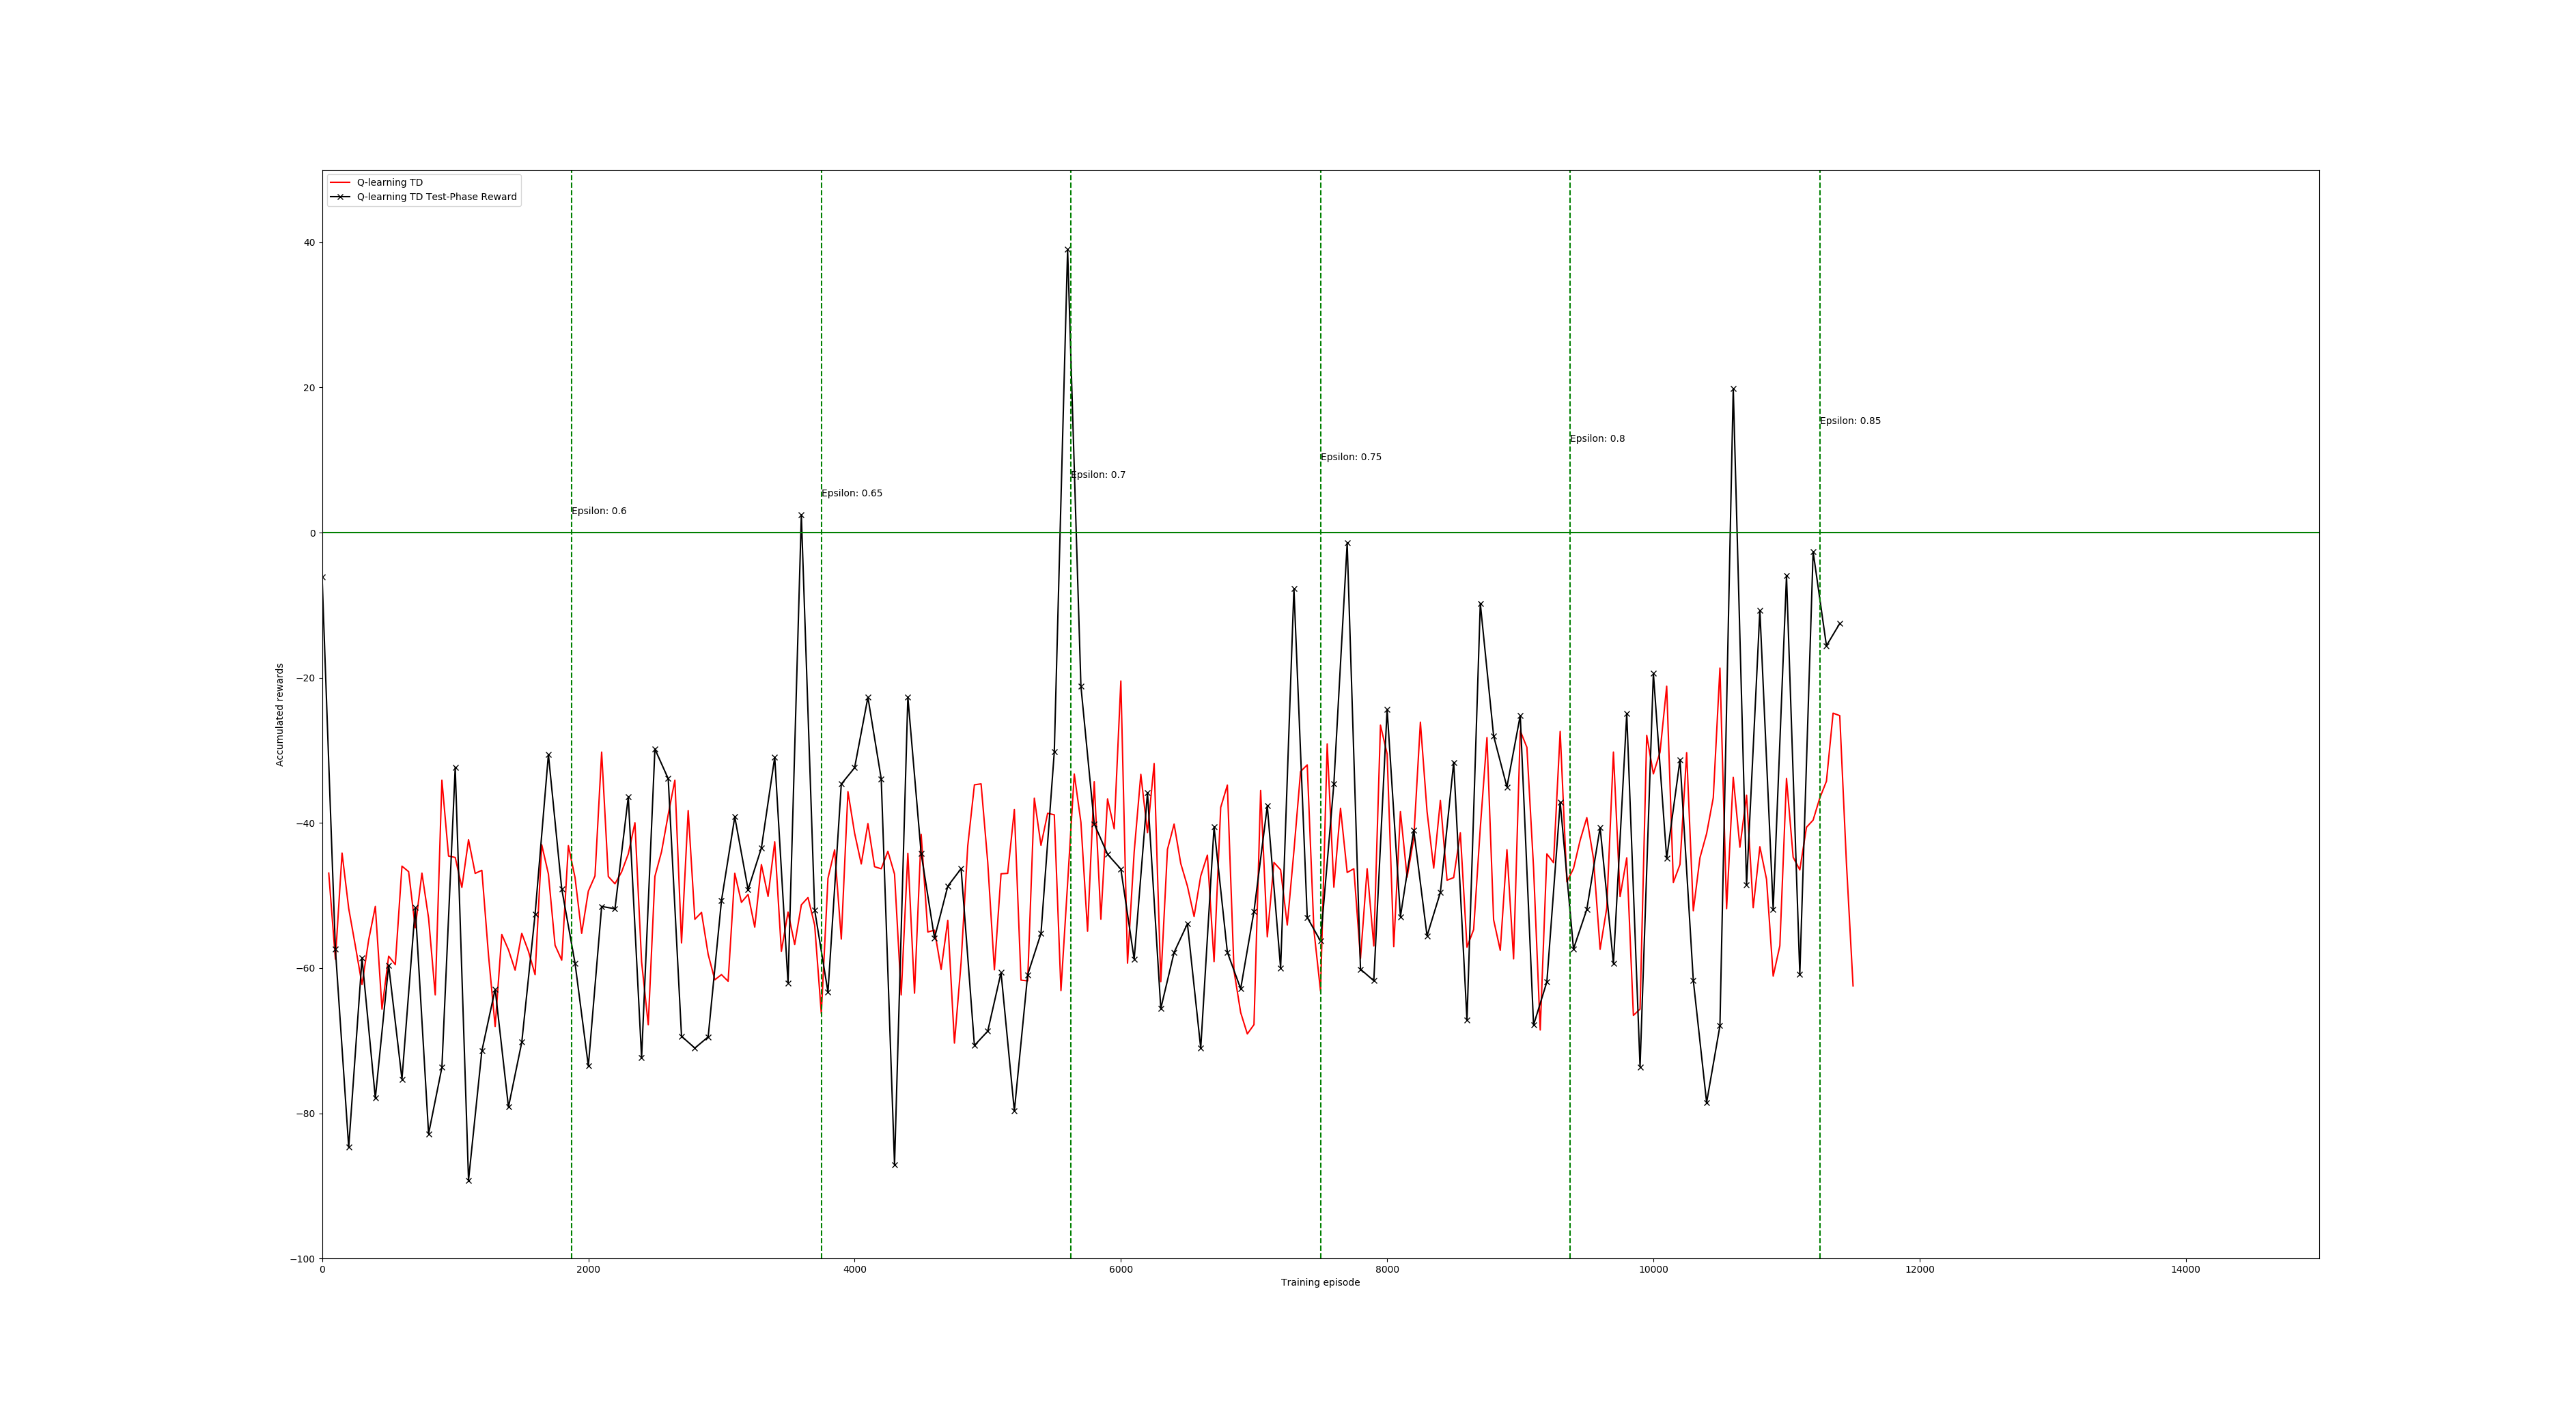 Q-learning TD
Q-learning TD Test-Phase Reward
40
20
0
−20
−40
−60
−80
−100
Accumulated rewards
Epsilon: 0.6
Epsilon: 0.65
Epsilon: 0.7
Epsilon: 0.75
Epsilon: 0.8
Epsilon: 0.85
0
2000
4000
6000
8000
10000
12000
14000
Training episode